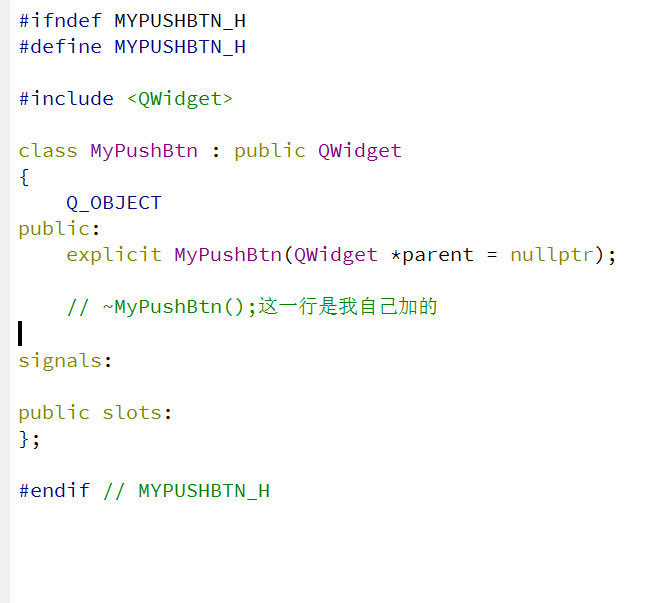 #ifndef MYPUSHBTN_H
#define MYPUSHBTN_H
#include <QWidget>
class MyPushBtn : public QWidget
{
Q_OBJECT
public:
explicit MyPushBtn(QWidget *parent = nullptr);
// ~MyPushBtn();这一行是我自己加的
signals:
public slots:
};
#endif // MYPUSHBTN_H